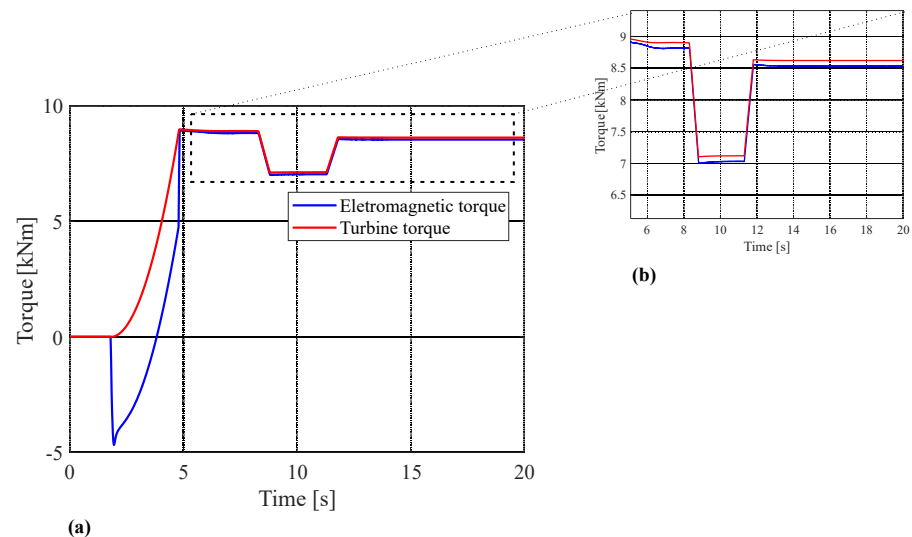 9
8.5
8
7.5
7
6.5
Torque [kNm]
6
8
10
12
14
16
18
20
Time [s]
(b)
10
5
0
-5
Torque [kNm]
Eletromagnetic torque
Turbine torque
0
5
10
15
20
Time [s]
(a)